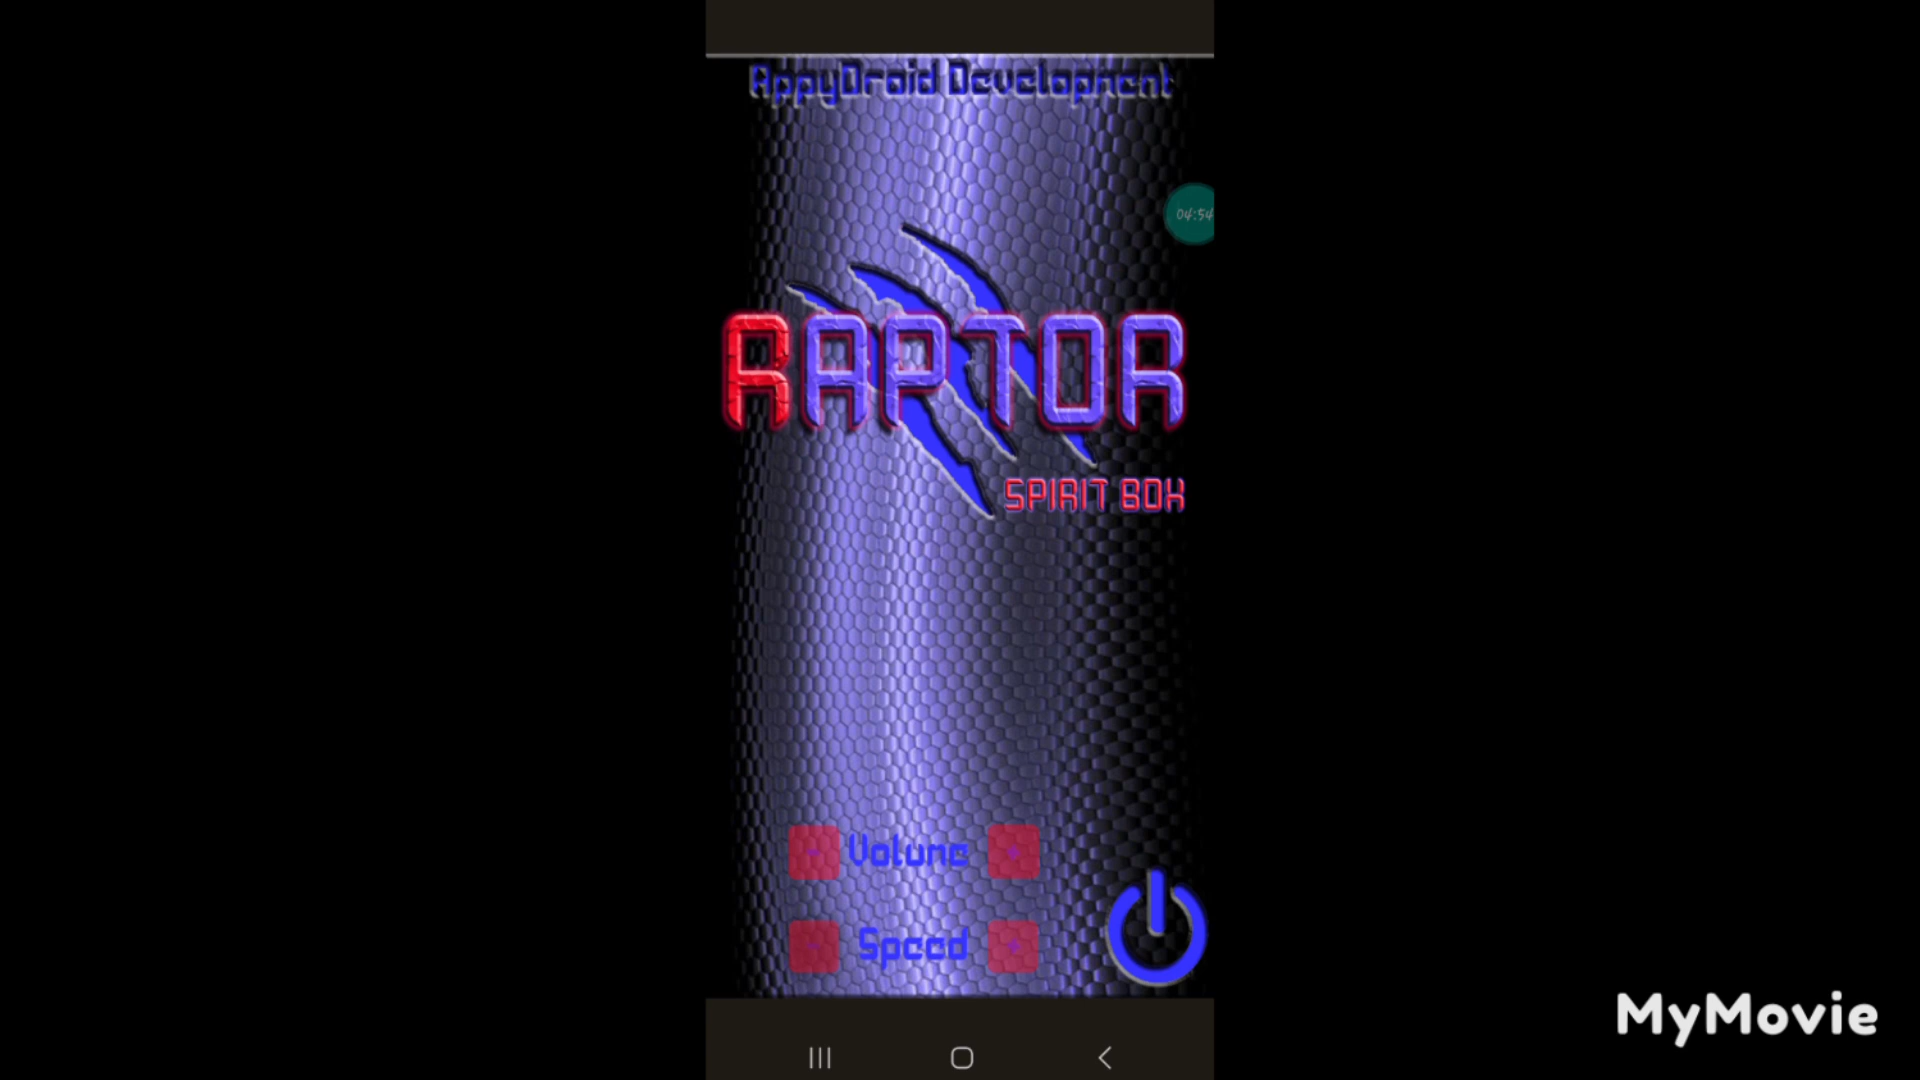 AppyDroid Development
04:54
RAPTOR
SPIRIT BOX
- Volume +
- Speed +
MyMovie